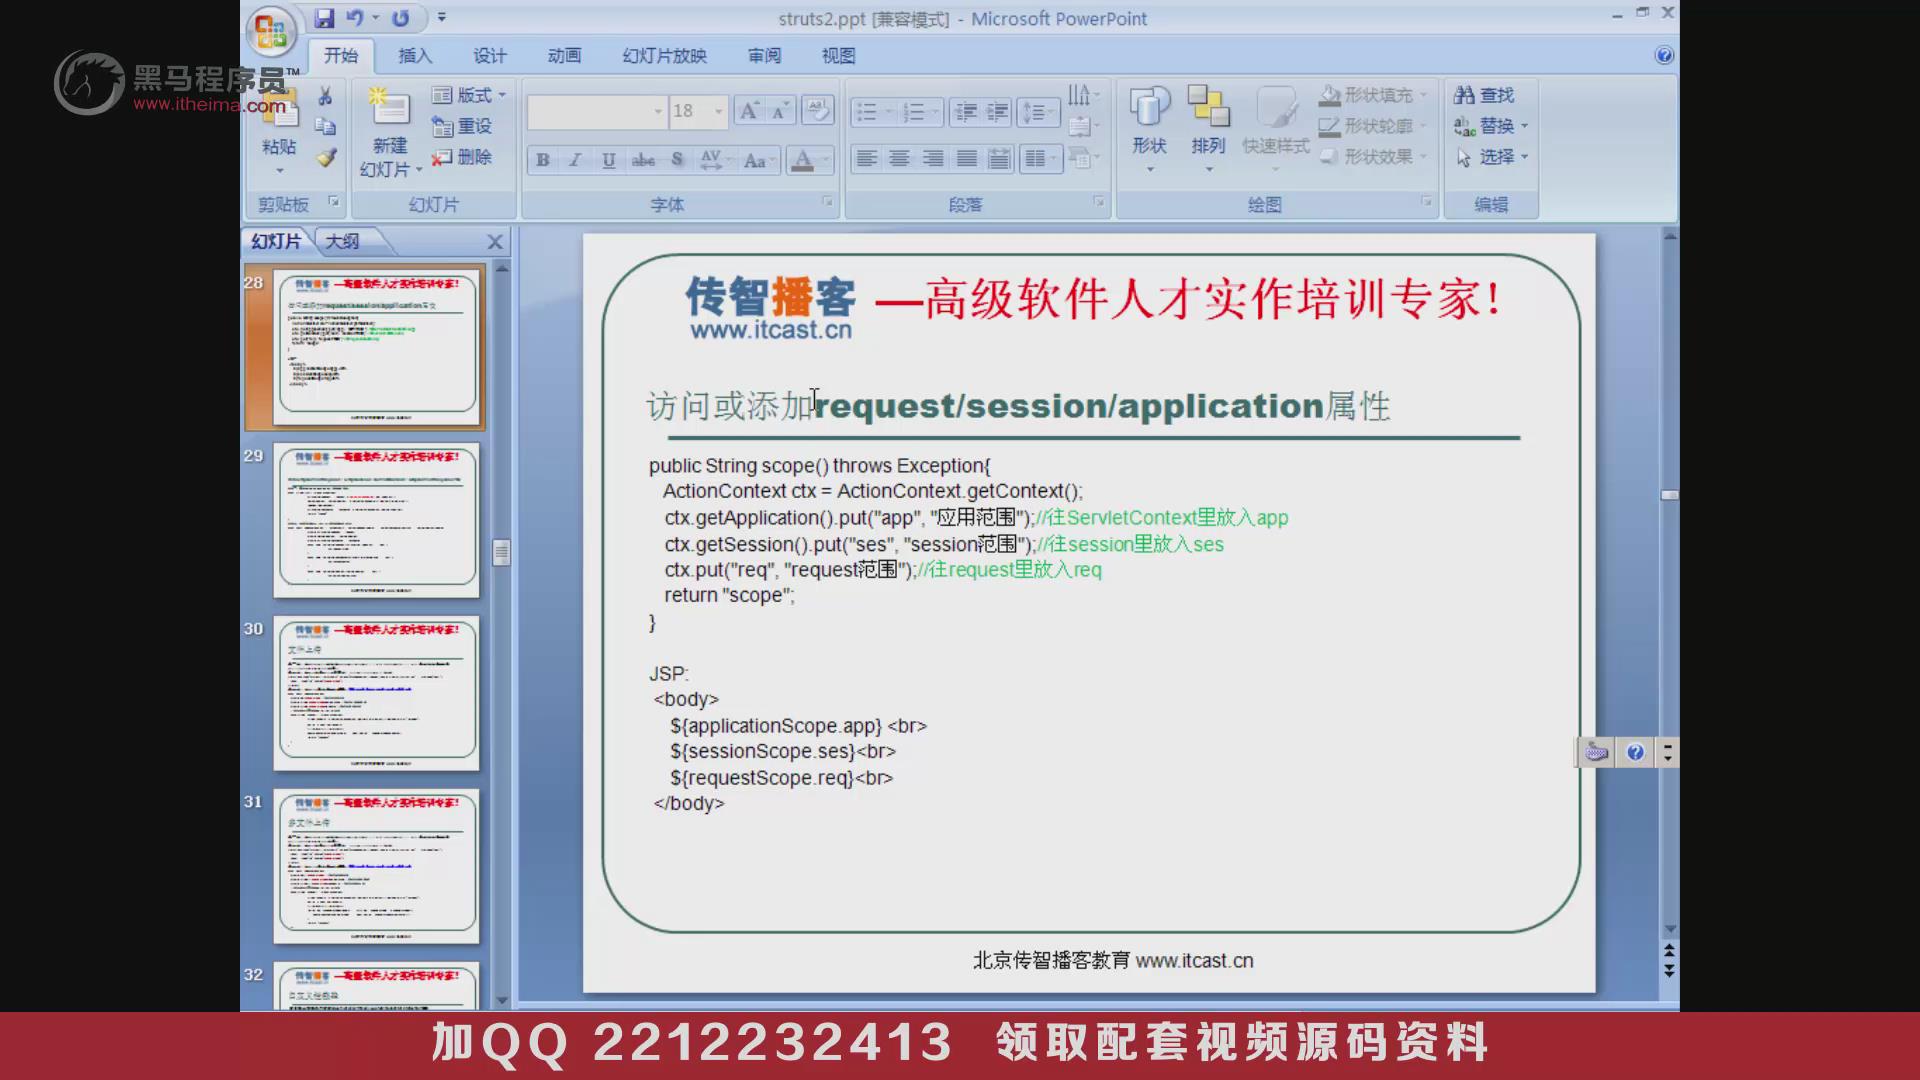 struts2.ppt [兼容模式] - Microsoft PowerPoint
开始 插入 设计 动画 幻灯片放映 审阅 视图
黑马程序员™
www.itheima.com
粘贴
剪贴板
新建
幻灯片
版式
重设
删除
幻灯片
18
字体
段落
形状
排列
快速样式
形状填充
形状轮廓
形状效果
绘图
查找
替换
选择
编辑
幻灯片 大纲
28
29
30
文件上传
31
多文件上传
32
传智播客 —高级软件人才实作培训专家!
www.itcast.cn
访问或添加request/session/application属性
public String scope() throws Exception{
ActionContext ctx = ActionContext.getContext();
ctx.getApplication().put("app", "应用范围");//往ServletContext里放入app
ctx.getSession().put("ses", "session范围");//往session里放入ses
ctx.put("req", "request范围");//往request里放入req
return "scope";
}
JSP:
<body>
${applicationScope.app} <br>
${sessionScope.ses}<br>
${requestScope.req}<br>
</body>
北京传智播客教育 www.itcast.cn
加QQ 2212232413 领取配套视频源码资料